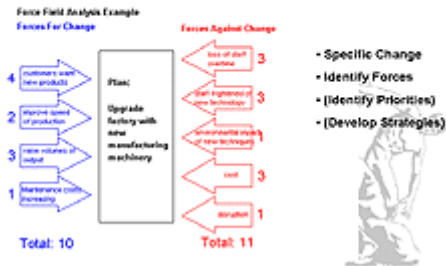 Force Field Analysis Example
Forces For Change
Forces Against Change
4
customers want
new products
2
improve speed
of production
3
raise volumes of
output
1
Maintenance costs
increasing
Total: 10
Plan:
Upgrade
factory with
new
manufacturing
machinery
loss of staff
overtime
3
staff frightened of
new technology
3
environmental impact
of new techniques
1
cost
3
disruption
1
Total: 11
• Specific Change
• Identify Forces
• (Identify Priorities)
• (Develop Strategies)